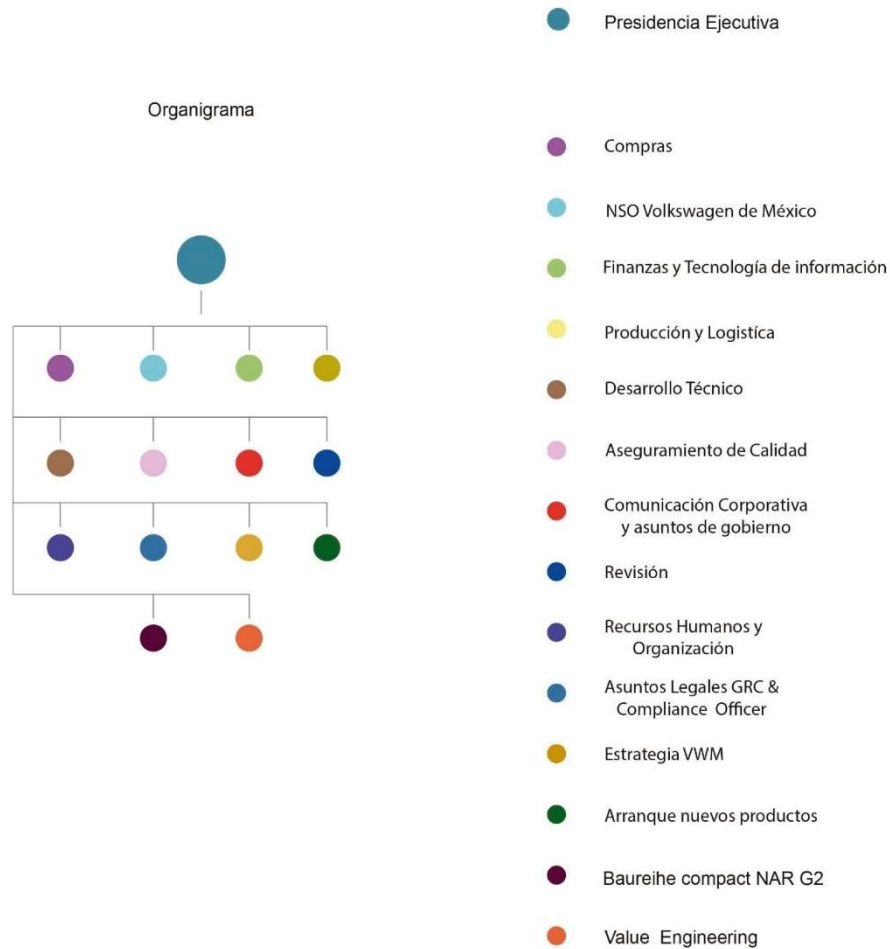 Presidencia Ejecutiva
Organigrama
Compras
NSO Volkswagen de México
Finanzas y Tecnología de información
Producción y Logistíca
Desarrollo Técnico
Aseguramiento de Calidad
Comunicación Corporativa
y asuntos de gobierno
Revisión
Recursos Humanos y
Organización
Asuntos Legales GRC &
Compliance Officer
Estrategia VWM
Arranque nuevos productos
Baureihe compact NAR G2
Value Engineering